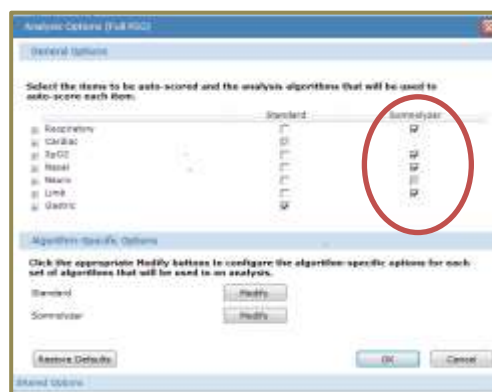 Analysis Options (Full PSG)
General Options
Select the items to be auto-scored and the analysis algorithms that will be used to
auto-score each item.
Standard Somnolyzer
Respiratory
Cardiac
SpO2
Neuro
Limb
Gastric
Algorithm-Specific Options
Click the appropriate Modify buttons to configure the algorithm-specific options for each
set of algorithms that will be used in an analysis.
Standard Modify
Somnolyzer Modify
Restore Defaults OK Cancel
Shared Options